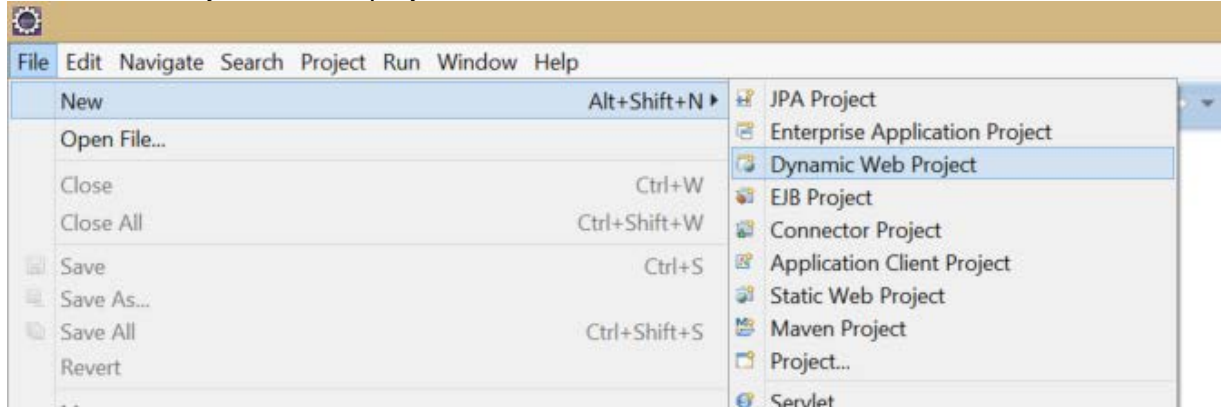 File Edit Navigate Search Project Run Window Help
New Alt+Shift+N
Open File...
Close Ctrl+W
Close All Ctrl+Shift+W
Save Ctrl+S
Save As...
Save All Ctrl+Shift+S
Revert
JPA Project
Enterprise Application Project
Dynamic Web Project
EJB Project
Connector Project
Application Client Project
Static Web Project
Maven Project
Project...
Servlet